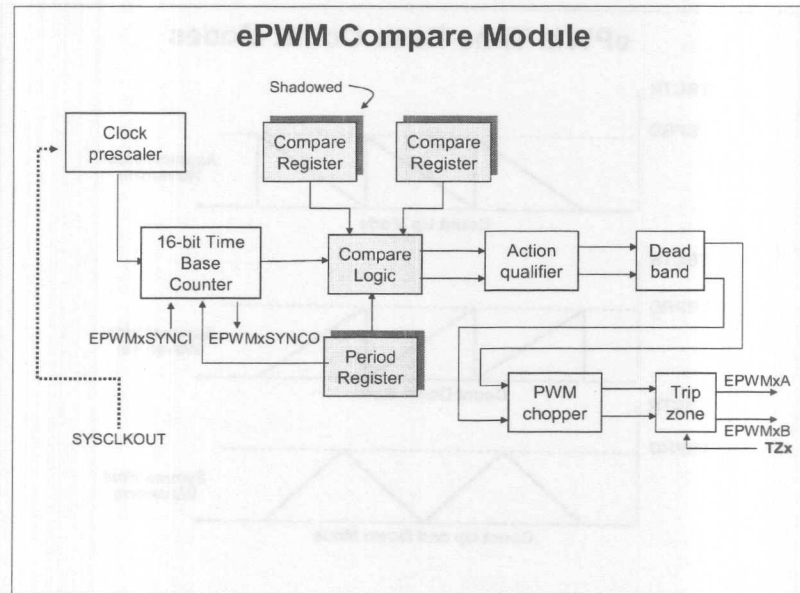 ePWM Compare Module
Shadowed
Clock
prescaler
Compare
Register
Compare
Register
16-bit Time
Base
Counter
Compare
Logic
Action
qualifier
Dead
band
EPWMxSYNCI
EPWMxSYNCO
Period
Register
PWM
chopper
Trip
zone
EPWMxA
EPWMxB
TZx
SYSCLKOUT